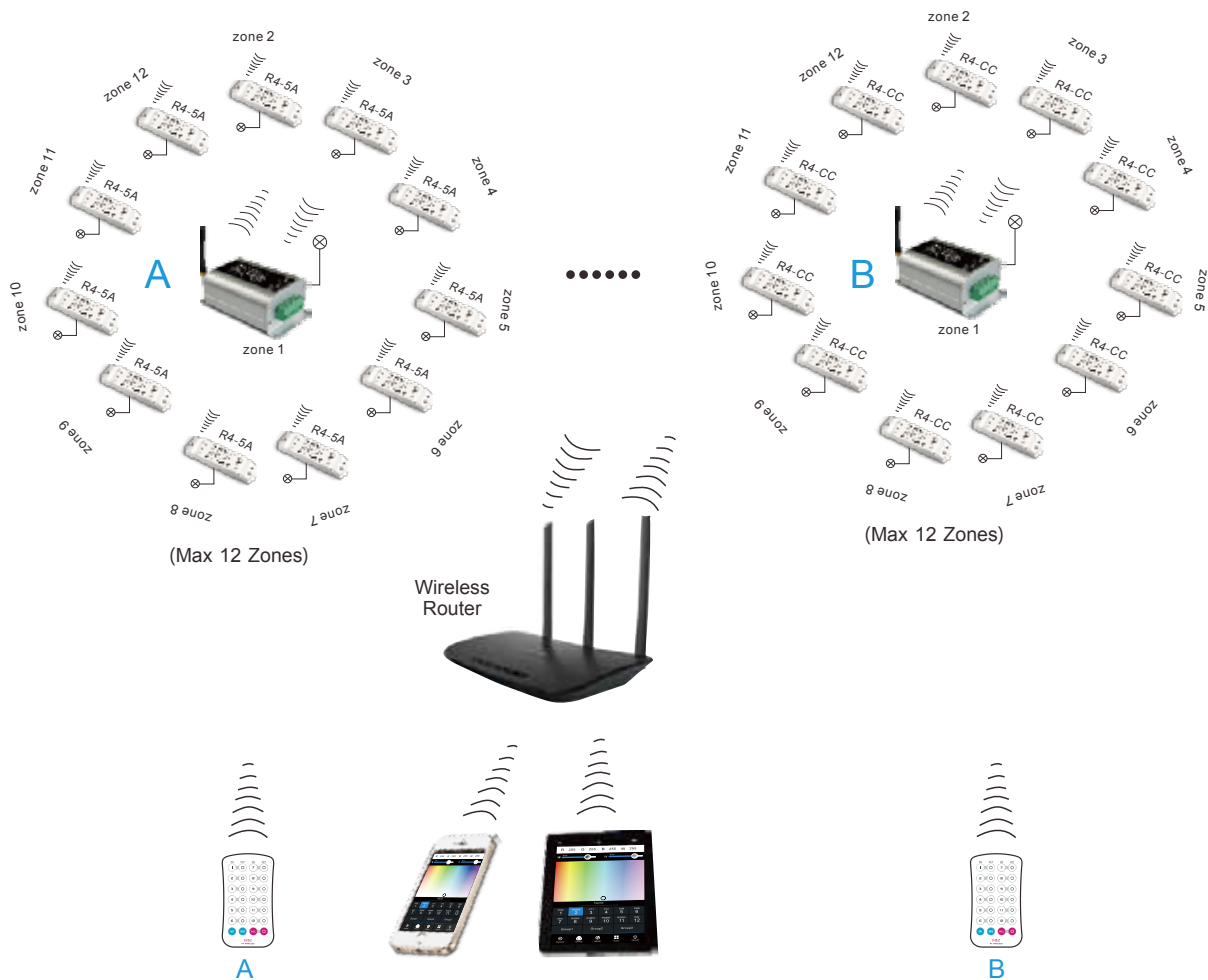 zone 2
zone 12
zone 3
R4-5A
R4-5A
R4-5A
zone 11
zone 4
R4-5A
R4-5A
A
zone 10
R4-5A
R4-5A
zone 5
zone 1
R4-5A
R4-5A
zone 9
zone 6
R4-5A
R4-5A
zone 8
zone 7
(Max 12 Zones)
zone 2
zone 12
zone 3
R4-CC
R4-CC
R4-CC
zone 11
zone 4
R4-CC
R4-CC
B
zone 10
R4-CC
R4-CC
zone 5
zone 1
R4-CC
R4-CC
zone 9
zone 6
R4-CC
R4-CC
zone 8
zone 7
(Max 12 Zones)
Wireless
Router
A
B